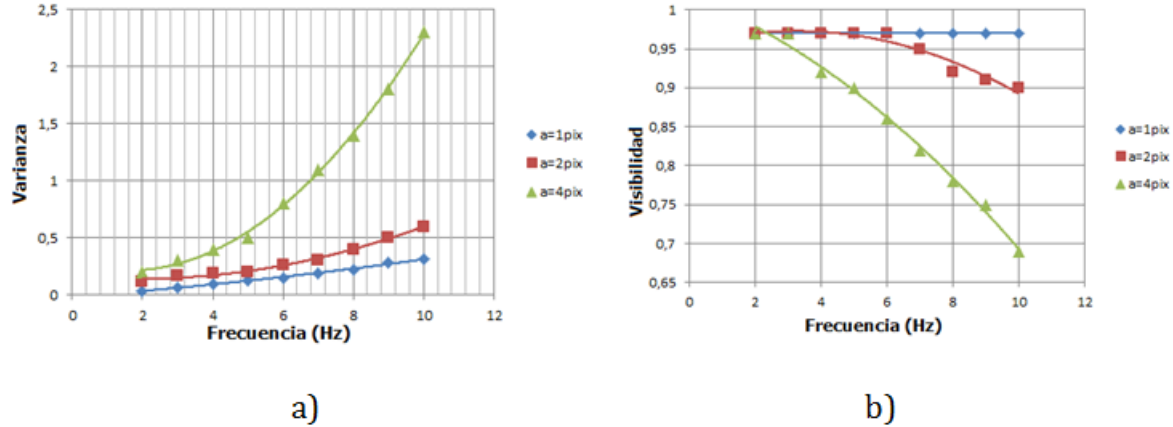 2,5
2
1,5
1
0,5
0
Varianza
0 2 4 6 8 10 12
Frecuencia (Hz)
a=1pix
a=2pix
a=4pix
a)
1
0,95
0,9
0,85
0,8
0,75
0,7
0,65
Visibilidad
0 2 4 6 8 10 12
Frecuencia (Hz)
a=1pix
a=2pix
a=4pix
b)